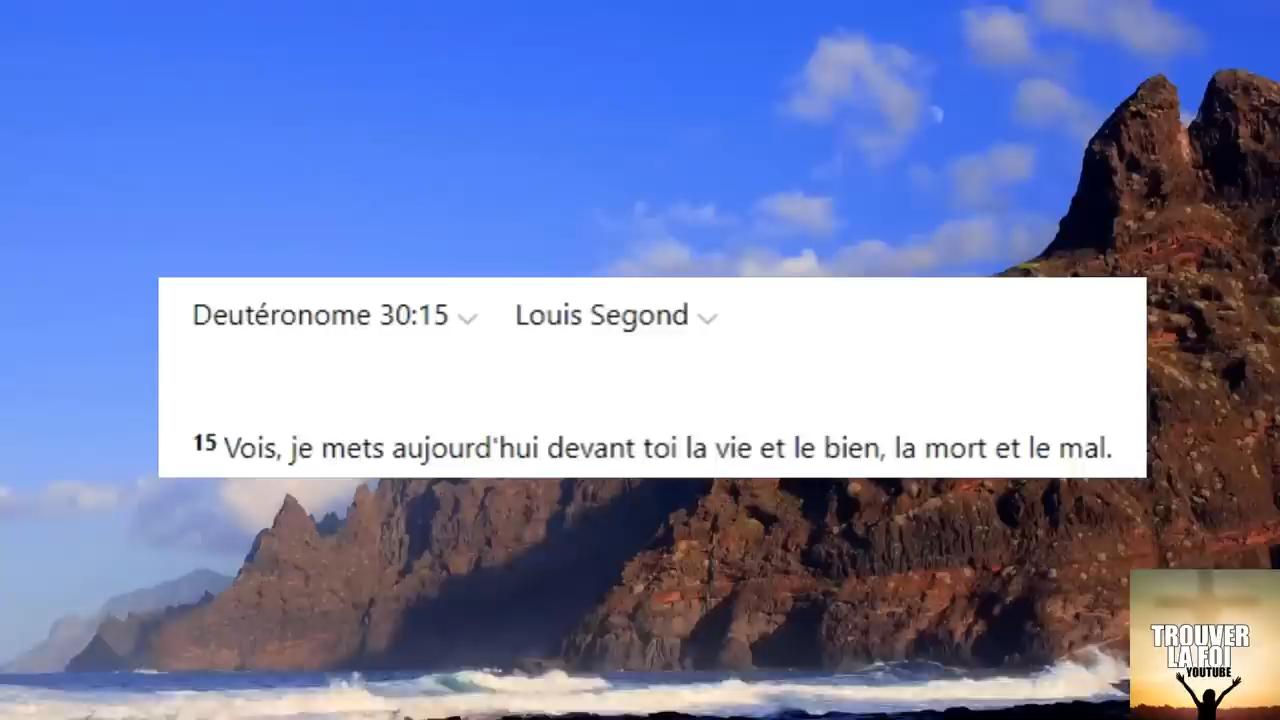 Deutéronome 30:15 Louis Segond
15 Vois, je mets aujourd'hui devant toi la vie et le bien, la mort et le mal.
TROUVER
LA FOI
YOUTUBE